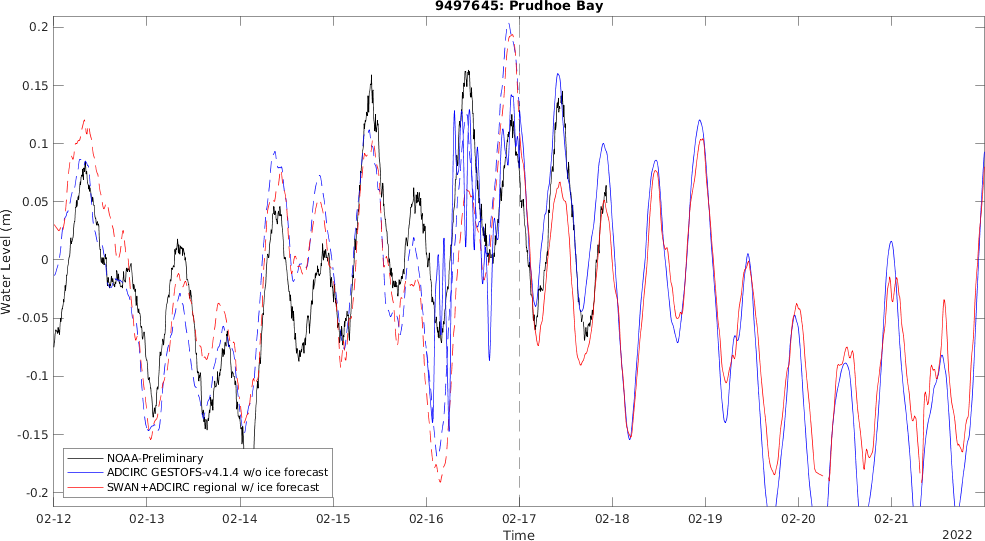 9497645: Prudhoe Bay
Water Level (m)
0.2
0.15
0.1
0.05
0
-0.05
-0.1
-0.15
-0.2
NOAA-Preliminary
ADCIRC GESTOFS-v4.1.4 w/o ice forecast
SWAN+ADCIRC regional w/ ice forecast
02-12 02-13 02-14 02-15 02-16 02-17 02-18 02-19 02-20 02-21
Time
2022